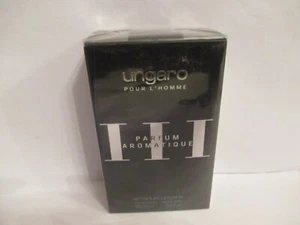 ungaro
POUR L'HOMME
III
PARFUM
AROMATIQUE